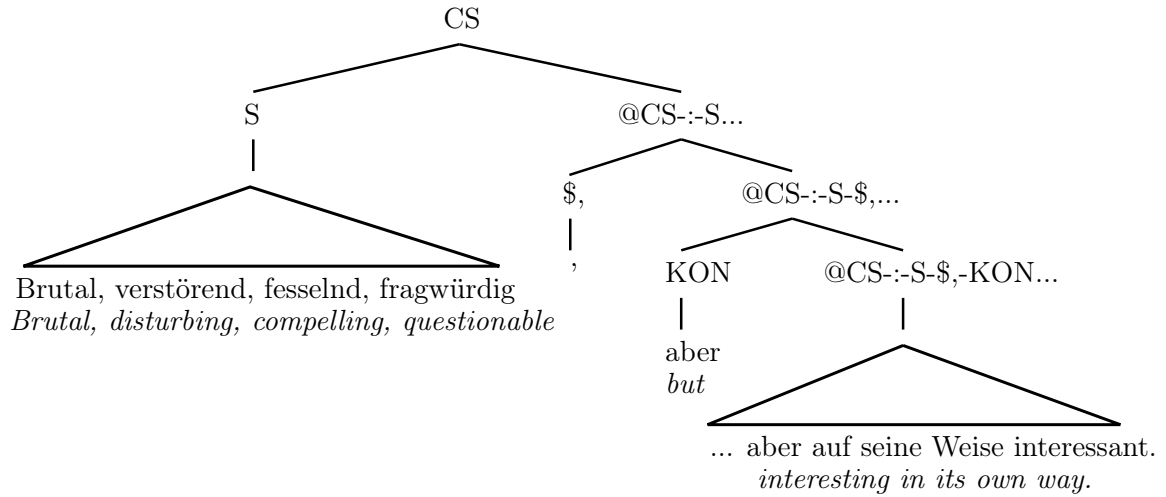 CS
S @CS-:-S...
$, @CS-:-S-$,...
, KON @CS-:-S-$,-KON...
Brutal, verstörend, fesselnd, fragwürdig
Brutal, disturbing, compelling, questionable
aber
but
... aber auf seine Weise interessant.
interesting in its own way.